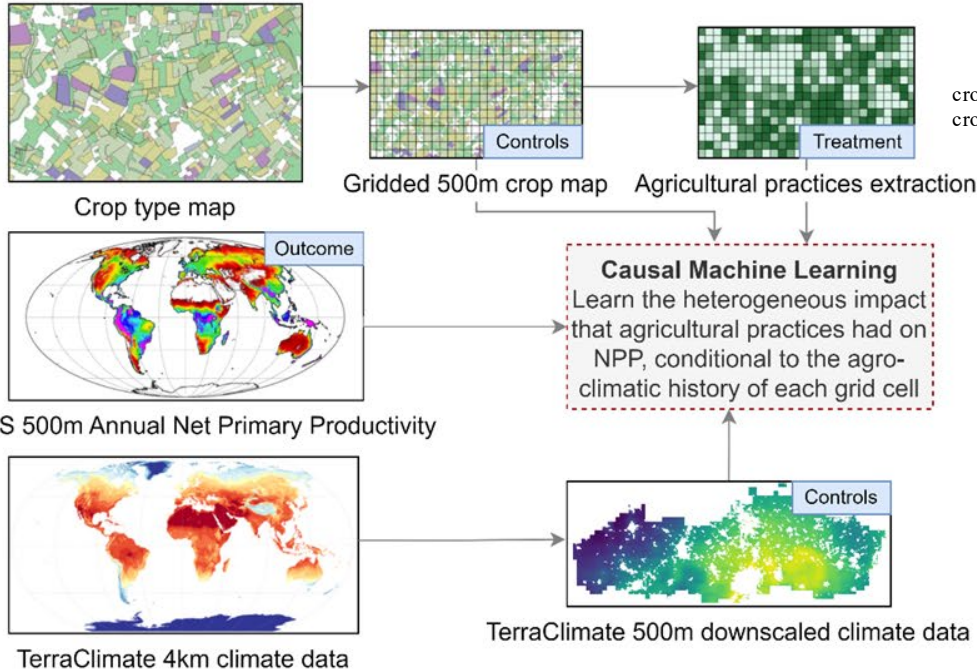 Controls
Treatment
cro
cro
Gridded 500m crop map
Agricultural practices extraction
Crop type map
Outcome
Causal Machine Learning
Learn the heterogeneous impact
that agricultural practices had on
NPP, conditional to the agro-
climatic history of each grid cell
S 500m Annual Net Primary Productivity
Controls
TerraClimate 500m downscaled climate data
TerraClimate 4km climate data